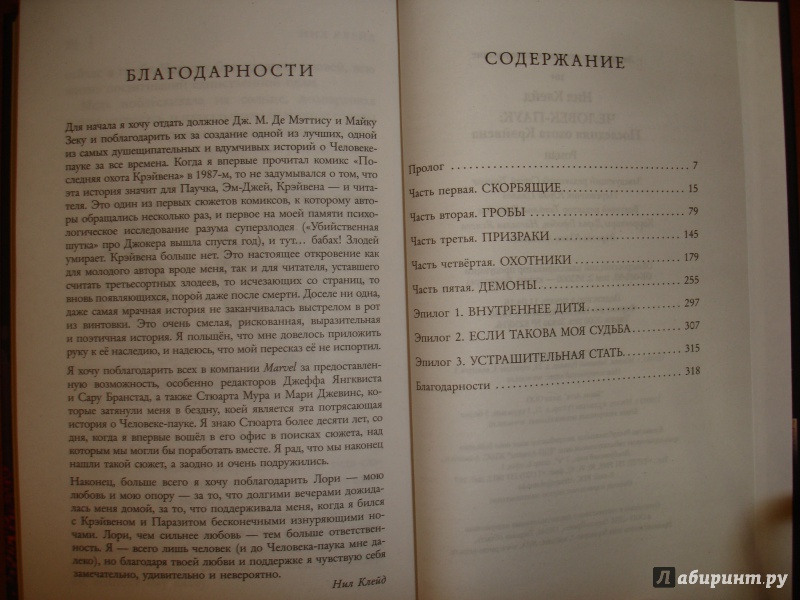 БЛАГОДАРНОСТИ
Для начала я хочу отдать должное Дж. М. Де Мэттису и Майку
Зеку и поблагодарить их за создание одной из лучших, одной
из самых душещипательных и вдумчивых историй о Человеке-
пауке за все времена. Когда я впервые прочитал комикс «По-
следняя охота Крэйвена» в 1987-м, то не задумывался о том, что
эта история значит для Паучка, Эм-Джей, Крэйвена — и чита-
теля. Это один из первых сюжетов комиксов, к которому авто-
ры обращались несколько раз, и первое на моей памяти психо-
логическое исследование разума суперзлодея («Убийственная
шутка» про Джокера вышла спустя год), и тут… бабах! Злодей
умирает. Крэйвена больше нет. Это настоящее откровение как
для молодого автора вроде меня, так и для читателя, уставшего
считать третьесортных злодеев, то исчезающих со страниц, то
вновь появляющихся, порой даже после смерти. Доселе ни одна,
даже самая мрачная история не заканчивалась выстрелом в рот
из винтовки. Это очень смелая, рискованная, выразительная
и поэтичная история. Я польщён, что мне довелось приложить
руку к её наследию, и надеюсь, что мой пересказ её не испортил.
Я хочу поблагодарить всех в компании Marvel за предоставлен-
ную возможность, особенно редакторов Джеффа Янгквиста
и Сару Бранстад, а также Стюарта Мура и Мари Джевинс, ко-
торые затянули меня в бездну, коей является эта потрясающая
история о Человеке-пауке. Я знаю Стюарта более десяти лет, со
дня, когда я впервые вошёл в его офис в поисках сюжета, над
которым мы могли бы поработать вместе. Я рад, что мы наконец
нашли такой сюжет, а заодно и очень подружились.
Наконец, больше всего я хочу поблагодарить Лори — мою
любовь и мою опору — за то, что долгими вечерами дожида-
лась меня домой, за то, что поддерживала меня, когда я бился
с Крэйвеном и Паразитом бесконечными изнуряющими но-
чами. Лори, чем сильнее любовь — тем больше ответствен-
ность. Я — всего лишь человек (и до Человека-паука мне да-
леко), но благодаря твоей любви и поддержке я чувствую себя
замечательно, удивительно и невероятно.
Нил Клейд
СОДЕРЖАНИЕ
Пролог 7
Часть первая. СКОРБЯЩИЕ 15
Часть вторая. ГРОБЫ 79
Часть третья. ПРИЗРАКИ 145
Часть четвёртая. ОХОТНИКИ 179
Часть пятая. ДЕМОНЫ 255
Эпилог 1. ВНУТРЕННЕЕ ДИТЯ 297
Эпилог 2. ЕСЛИ ТАКОВА МОЯ СУДЬБА 307
Эпилог 3. УСТРАШИТЕЛЬНАЯ СТАТЬ 315
Благодарности 318
Лабиринт.ру